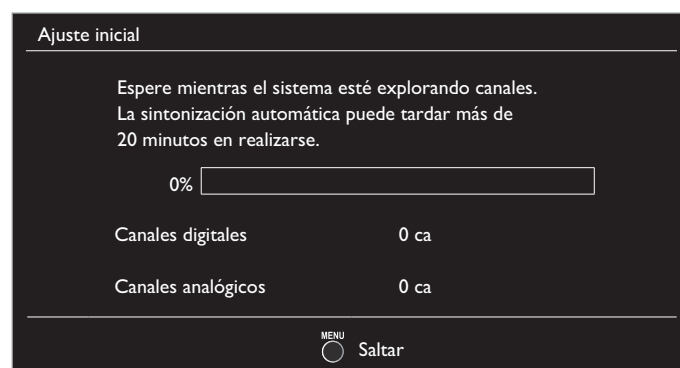 Ajuste inicial
Espere mientras el sistema esté explorando canales.
La sintonización automática puede tardar más de
20 minutos en realizarse.
0%
Canales digitales 0 ca
Canales analógicos 0 ca
MENU
Saltar